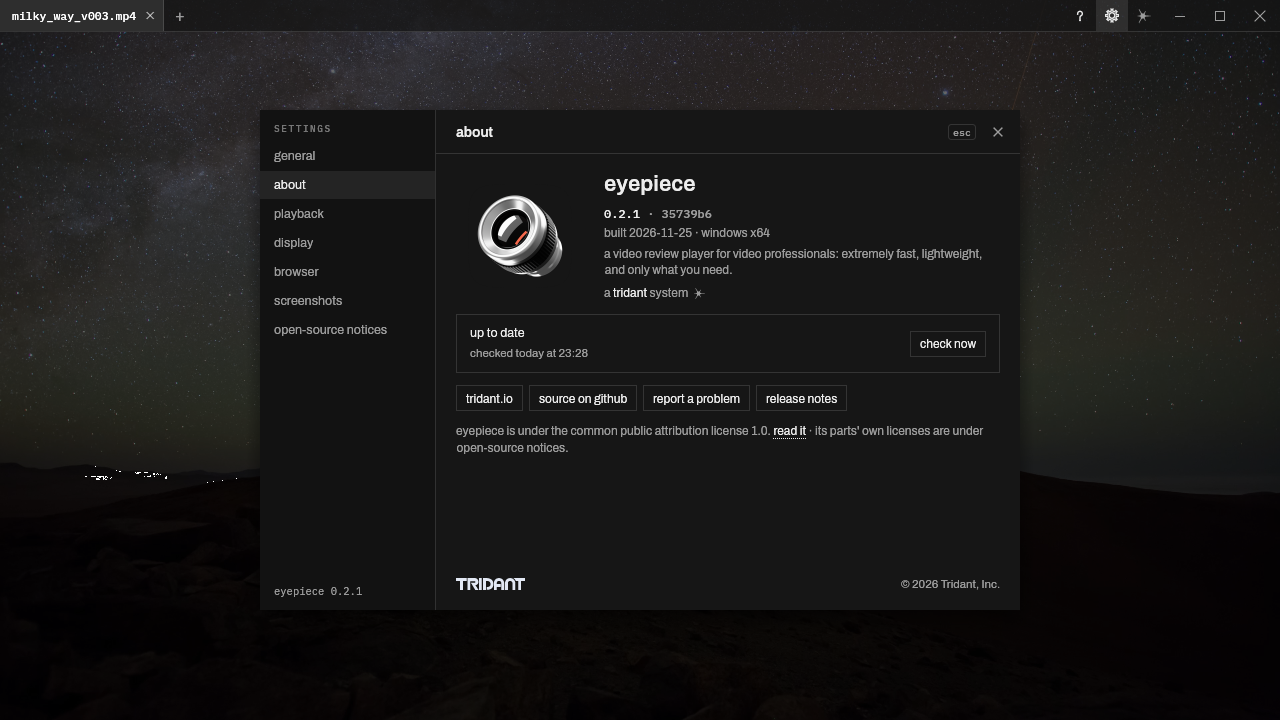 milky_way_v003.mp4
SETTINGS
general
about
playback
display
browser
screenshots
open-source notices
eyepiece 0.2.1
about
esc
eyepiece
0.2.1 · 35739b6
built 2026-11-25 · windows x64
a video review player for video professionals: extremely fast, lightweight,
and only what you need.
a tridant system
up to date
checked today at 23:28
check now
tridant.io
source on github
report a problem
release notes
eyepiece is under the common public attribution license 1.0. read it · its parts' own licenses are under
open-source notices.
TRIDANT
© 2026 Tridant, Inc.